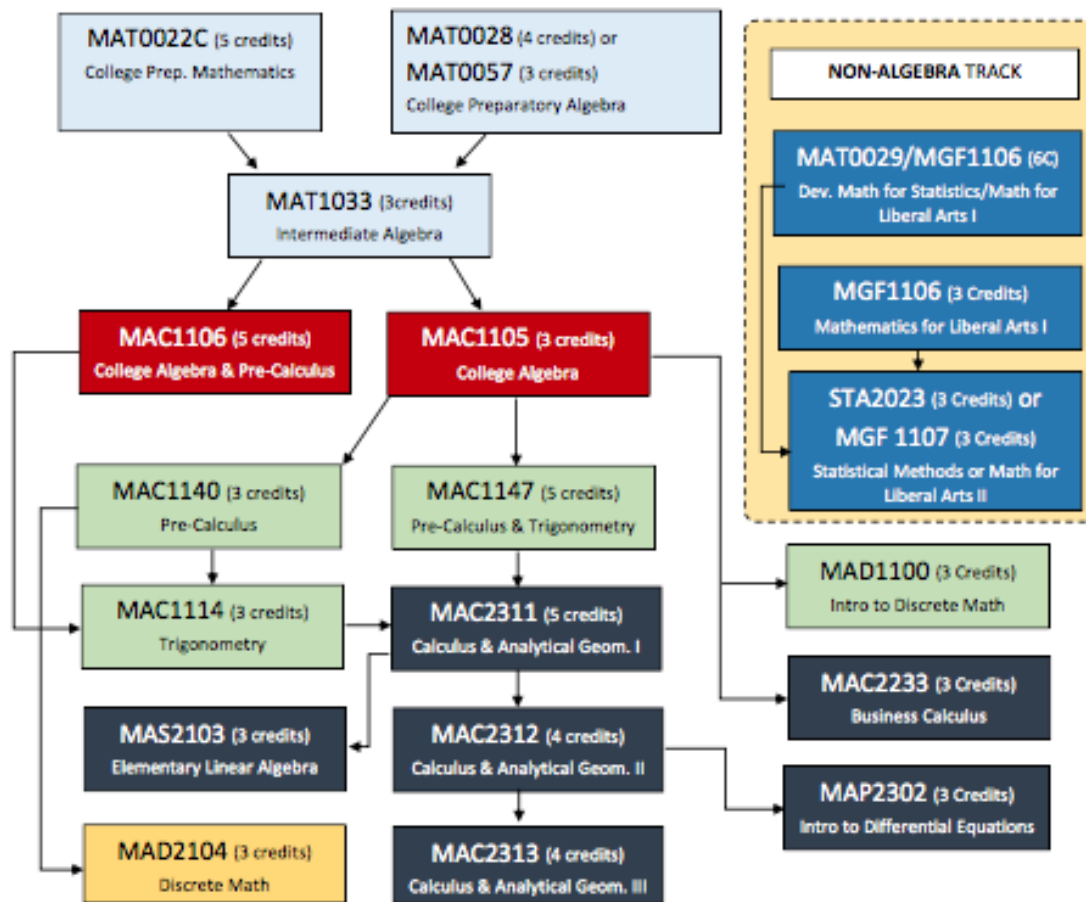 MAT0022C (5 credits)
College Prep. Mathematics
MAT0028 (4 credits) or
MAT0057 (3 credits)
College Preparatory Algebra
NON-ALGEBRA TRACK
MAT0029/MGF1106 (6C)
Dev. Math for Statistics/Math for
Liberal Arts I
MAT1033 (3credits)
Intermediate Algebra
MGF1106 (3 Credits)
Mathematics for Liberal Arts I
MAC1106 (5 credits)
College Algebra & Pre-Calculus
MAC1105 (3 credits)
College Algebra
STA2023 (3 Credits) or
MGF 1107 (3 Credits)
Statistical Methods or Math for
Liberal Arts II
MAC1140 (3 credits)
Pre-Calculus
MAC1147 (5 credits)
Pre-Calculus & Trigonometry
MAD1100 (3 Credits)
Intro to Discrete Math
MAC1114 (3 credits)
Trigonometry
MAC2311 (5 credits)
Calculus & Analytical Geom. I
MAC2233 (3 Credits)
Business Calculus
MAS2103 (3 credits)
Elementary Linear Algebra
MAC2312 (4 credits)
Calculus & Analytical Geom. II
MAP2302 (3 Credits)
Intro to Differential Equations
MAD2104 (3 credits)
Discrete Math
MAC2313 (4 credits)
Calculus & Analytical Geom. III